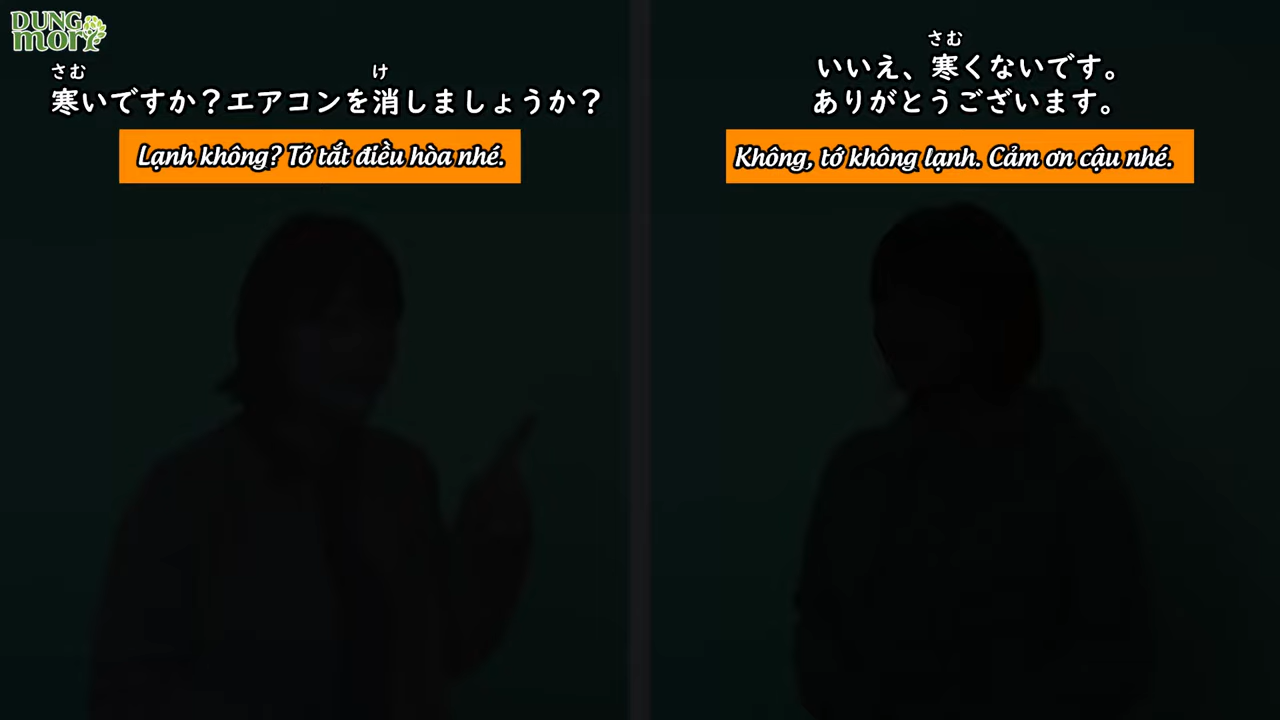 DUNG
mori
さむ け
寒いですか？エアコンを消しましょうか？
Lạnh không? Tớ tắt điều hòa nhé.
さむ
いいえ、寒くないです。
ありがとうございます。
Không, tớ không lạnh. Cảm ơn cậu nhé.